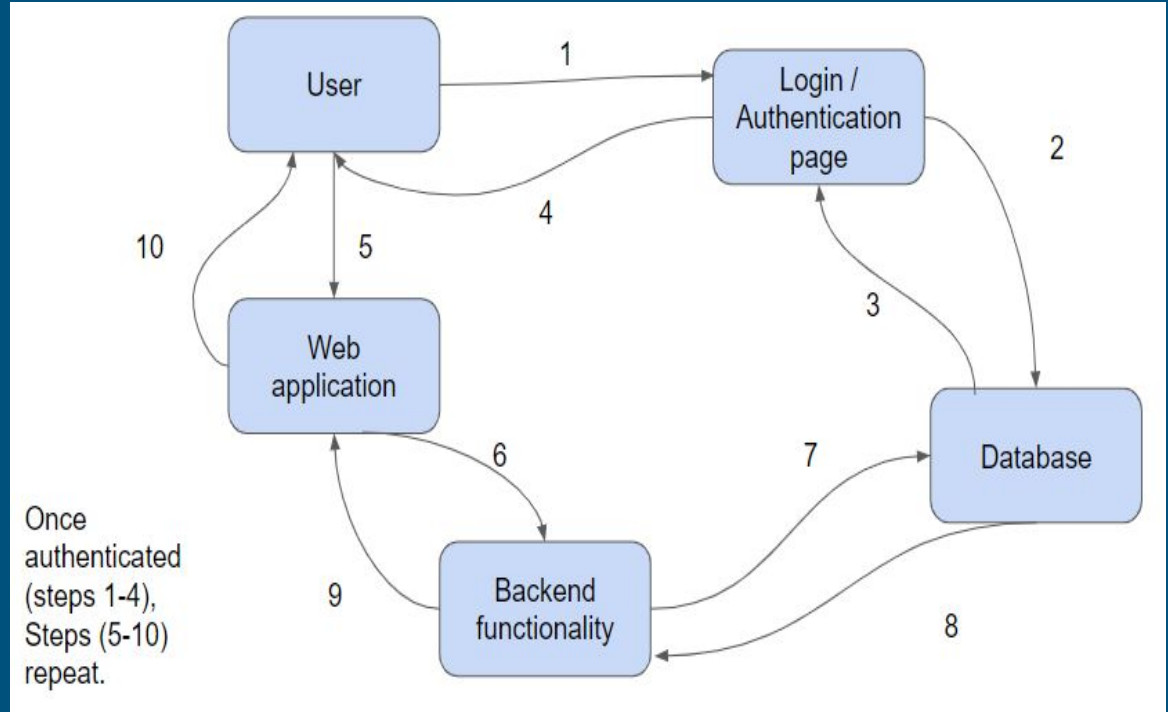 User
1
Login /
Authentication
page
2
4
10
5
3
Web
application
6
7
Database
Once
authenticated
(steps 1-4),
Steps (5-10)
repeat.
9
Backend
functionality
8